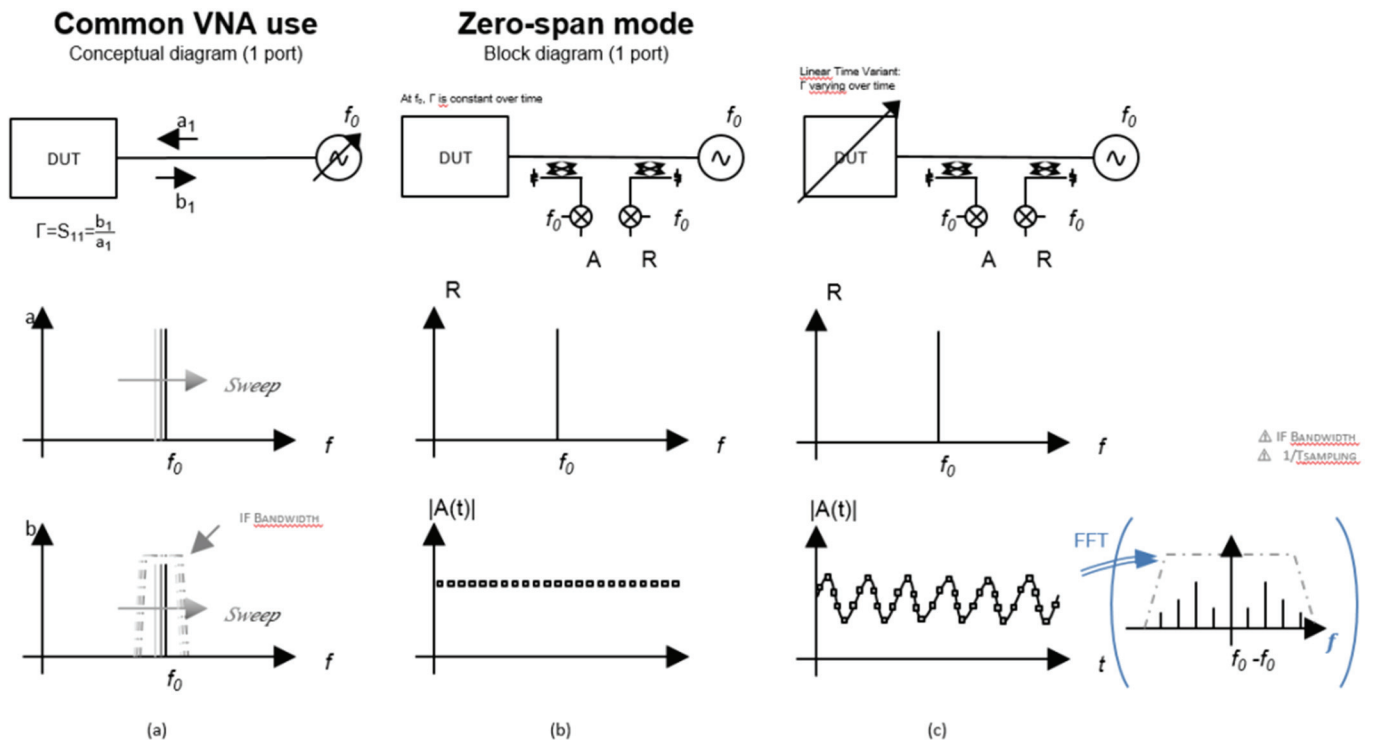 Common VNA use
Conceptual diagram (1 port)
Zero-span mode
Block diagram (1 port)
Linear Time Variant:
Γ varying over time
At f₀, Γ is constant over time
DUT
a₁
b₁
f₀
Γ=S₁₁=b₁/a₁
DUT
f₀
f₀
f₀
A
R
DUT
f₀
f₀
f₀
A
R
a
Sweep
f
f₀
R
f
f₀
R
f
f₀
⚠ IF BANDWIDTH
⚠ 1/TSAMPLING
b
IF BANDWIDTH
Sweep
f
f₀
|A(t)|
|A(t)|
t
FFT
f
f₀ -f₀
(a)
(b)
(c)